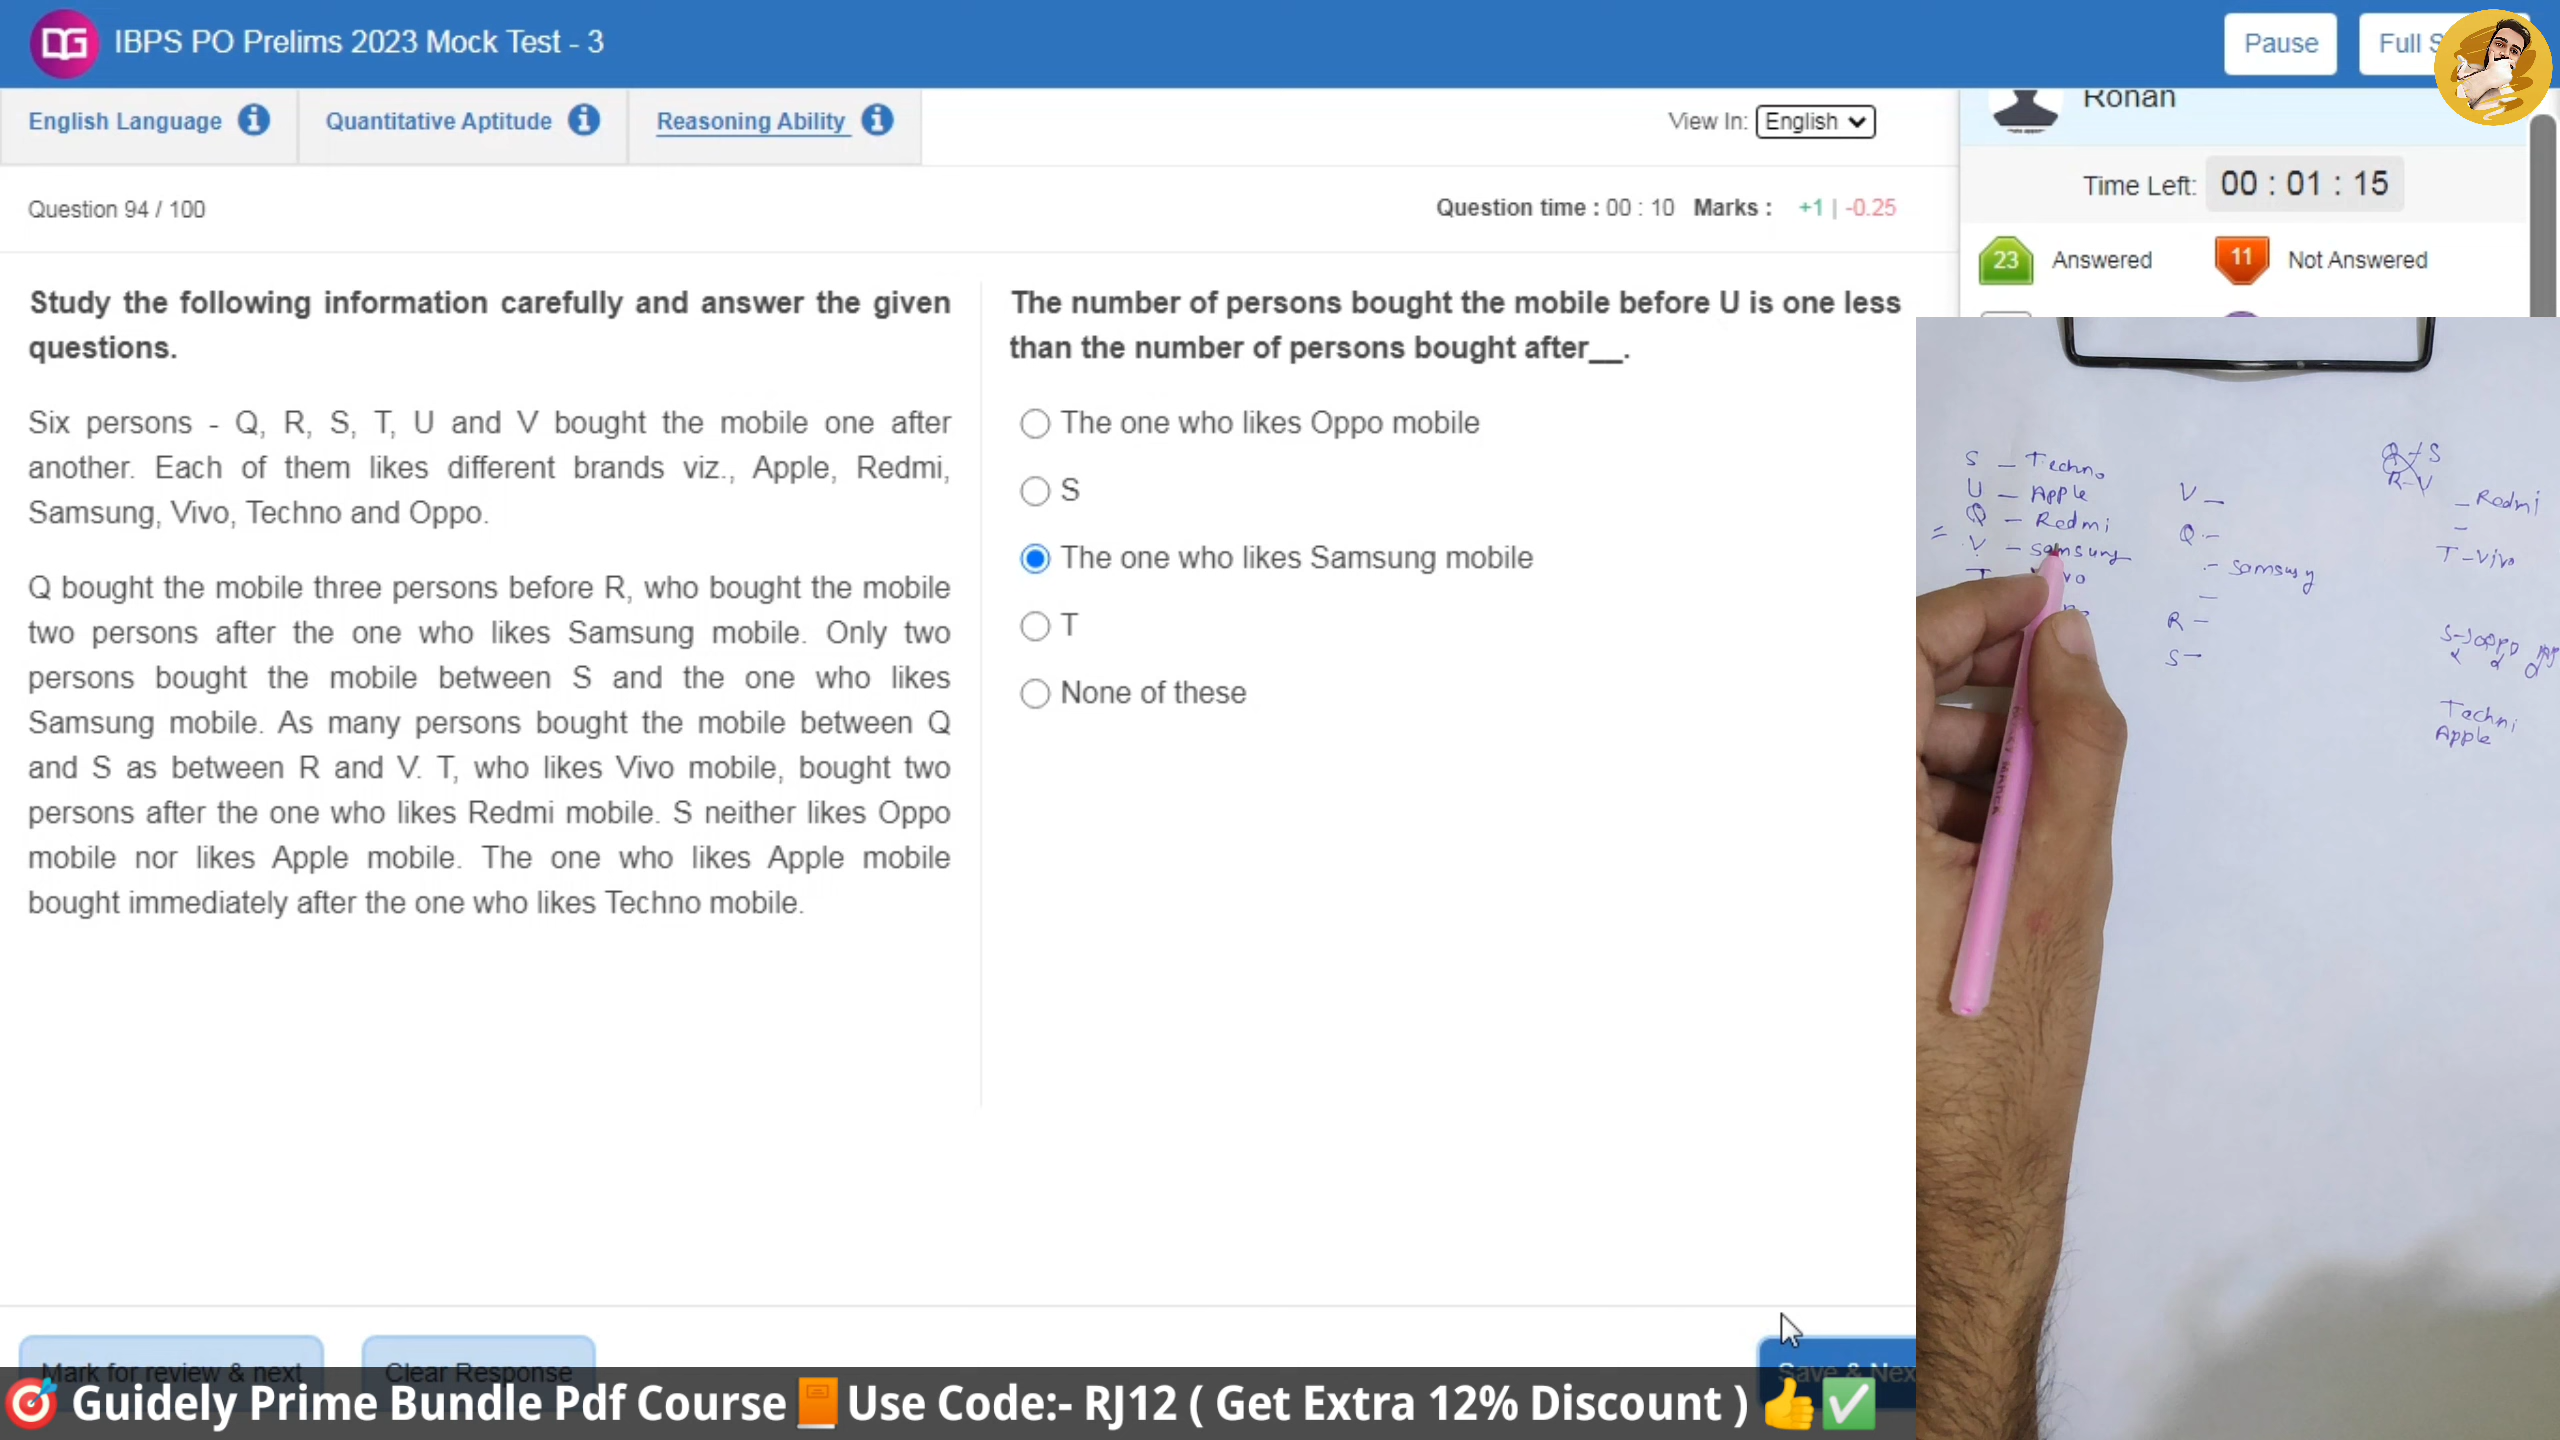 IBPS PO Prelims 2023 Mock Test - 3
Pause
Full S
English Language
Quantitative Aptitude
Reasoning Ability
View In: English
Ronan
Time Left: 00 : 01 : 15
Question 94 / 100
Question time : 00 : 10 Marks : +1 | -0.25
23 Answered
11 Not Answered
Study the following information carefully and answer the given
questions.
Six persons - Q, R, S, T, U and V bought the mobile one after
another. Each of them likes different brands viz., Apple, Redmi,
Samsung, Vivo, Techno and Oppo.
Q bought the mobile three persons before R, who bought the mobile
two persons after the one who likes Samsung mobile. Only two
persons bought the mobile between S and the one who likes
Samsung mobile. As many persons bought the mobile between Q
and S as between R and V. T, who likes Vivo mobile, bought two
persons after the one who likes Redmi mobile. S neither likes Oppo
mobile nor likes Apple mobile. The one who likes Apple mobile
bought immediately after the one who likes Techno mobile.
The number of persons bought the mobile before U is one less
than the number of persons bought after__.
The one who likes Oppo mobile
S
The one who likes Samsung mobile
T
None of these
S - Techno
U - Apple
Q - Redmi
= V - Samsung
T
V -
Q -
- Samsung
-
R -
S -
R - V
- Redmi
-
T - Vivo
Techni
Apple
Mark for review & next
Clear Response
Save & Nex
Guidely Prime Bundle Pdf Course Use Code:- RJ12 ( Get Extra 12% Discount )